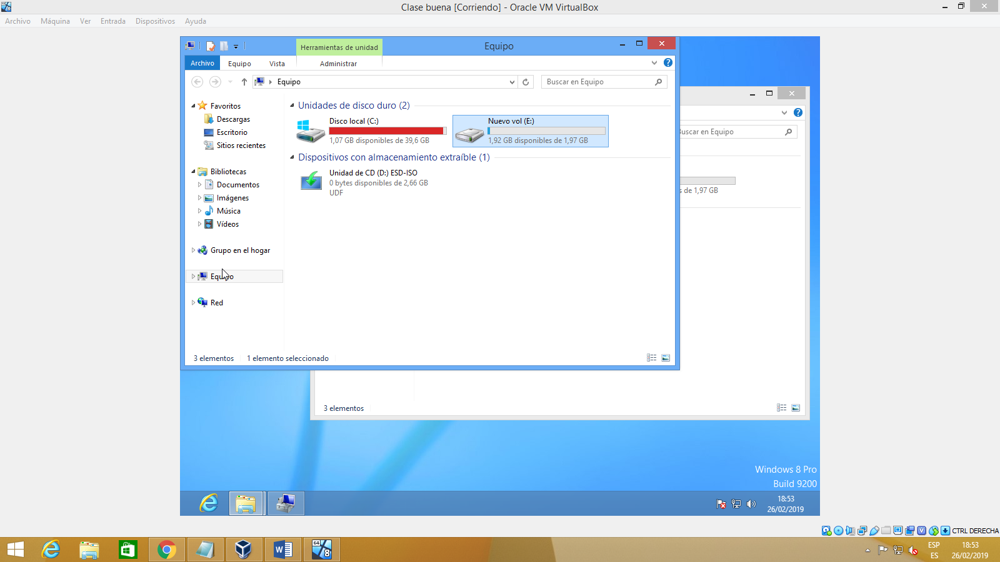 Clase buena [Corriendo] - Oracle VM VirtualBox
Archivo Máquina Ver Entrada Dispositivos Ayuda
Herramientas de unidad
Equipo
Archivo Equipo Vista Administrar
Equipo
Buscar en Equipo
Favoritos
Descargas
Escritorio
Sitios recientes
Bibliotecas
Documentos
Imágenes
Música
Vídeos
Grupo en el hogar
Equipo
Red
Unidades de disco duro (2)
Disco local (C:)
1,07 GB disponibles de 39,6 GB
Nuevo vol (E:)
1,92 GB disponibles de 1,97 GB
Dispositivos con almacenamiento extraíble (1)
Unidad de CD (D:) ESD-ISO
0 bytes disponibles de 2,66 GB
UDF
3 elementos 1 elemento seleccionado
Buscar en Equipo
s de 1,97 GB
3 elementos
Windows 8 Pro
Build 9200
18:53
26/02/2019
CTRL DERECHA
64
8
ESP
ES
18:53
26/02/2019